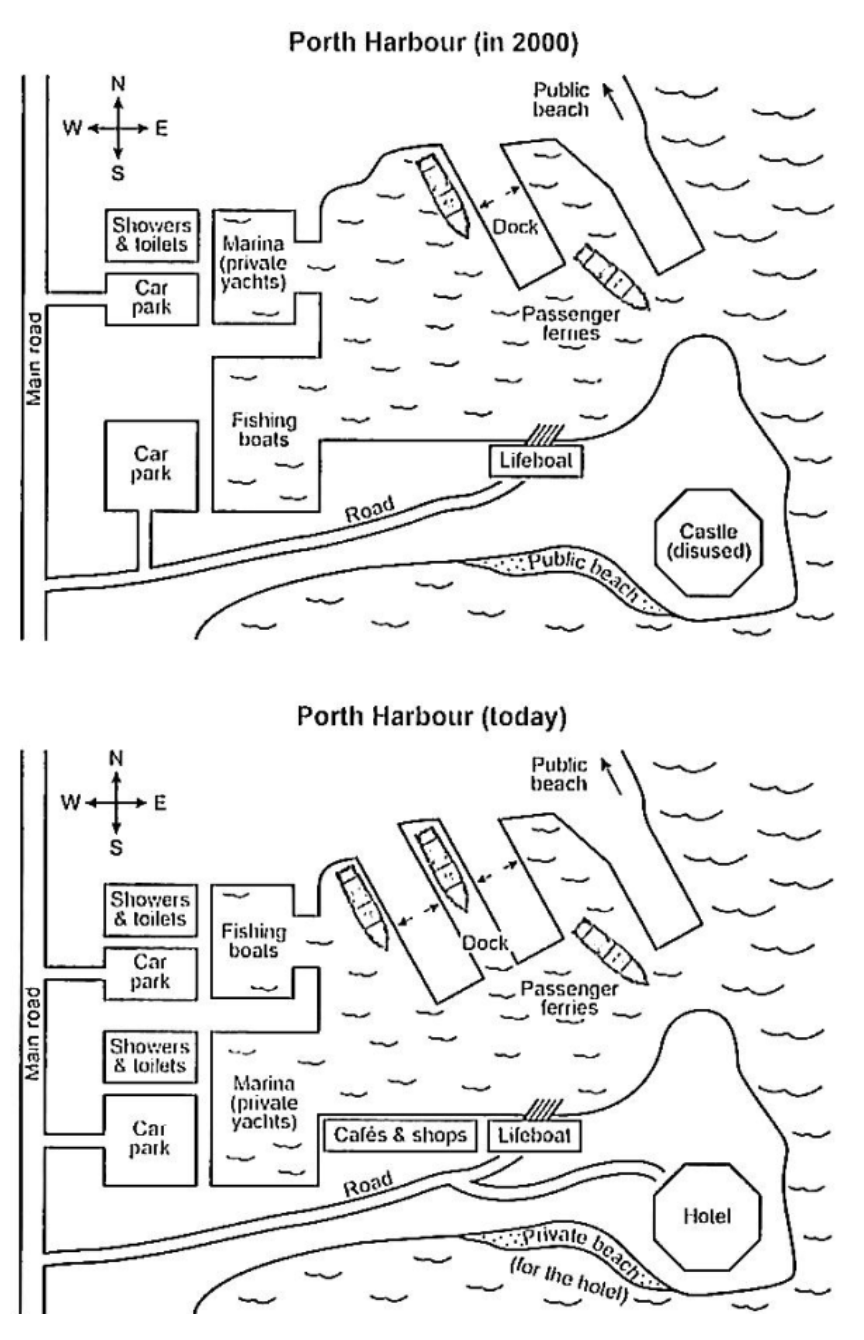 Porth Harbour (in 2000)
N
W
E
S
Public
beach
Showers
& toilets
Marina
(private
yachts)
Dock
Car
park
Passenger
ferries
Main road
Fishing
boats
Car
park
Lifeboat
Road
Castle
(disused)
Public beach
Porth Harbour (today)
N
W
E
S
Public
beach
Showers
& toilets
Fishing
boats
Dock
Car
park
Passenger
ferries
Main road
Showers
& toilets
Marina
(private
yachts)
Car
park
Cafés & shops
Lifeboat
Road
Hotel
Private beach
(for the hotel)